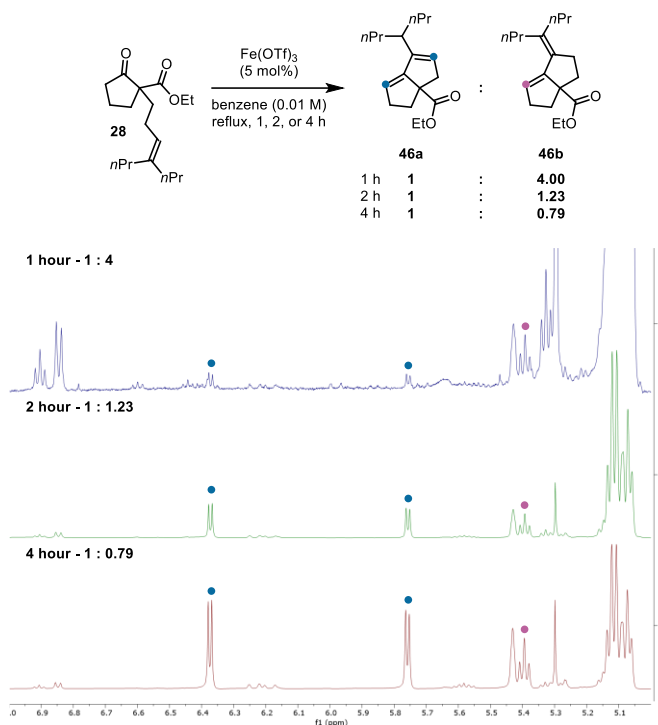 nPr
nPr
nPr
nPr
O
O
OEt
28
nPr
nPr
Fe(OTf)3
(5 mol%)
benzene (0.01 M)
reflux, 1, 2, or 4 h
O
EtO
46a
:
O
EtO
46b
1 h 1 : 4.00
2 h 1 : 1.23
4 h 1 : 0.79
1 hour - 1 : 4
2 hour - 1 : 1.23
4 hour - 1 : 0.79
.0 6.9 6.8 6.7 6.6 6.5 6.4 6.3 6.2 6.1 6.0 5.9 5.8 5.7 5.6 5.5 5.4 5.3 5.2 5.1
f1 (ppm)